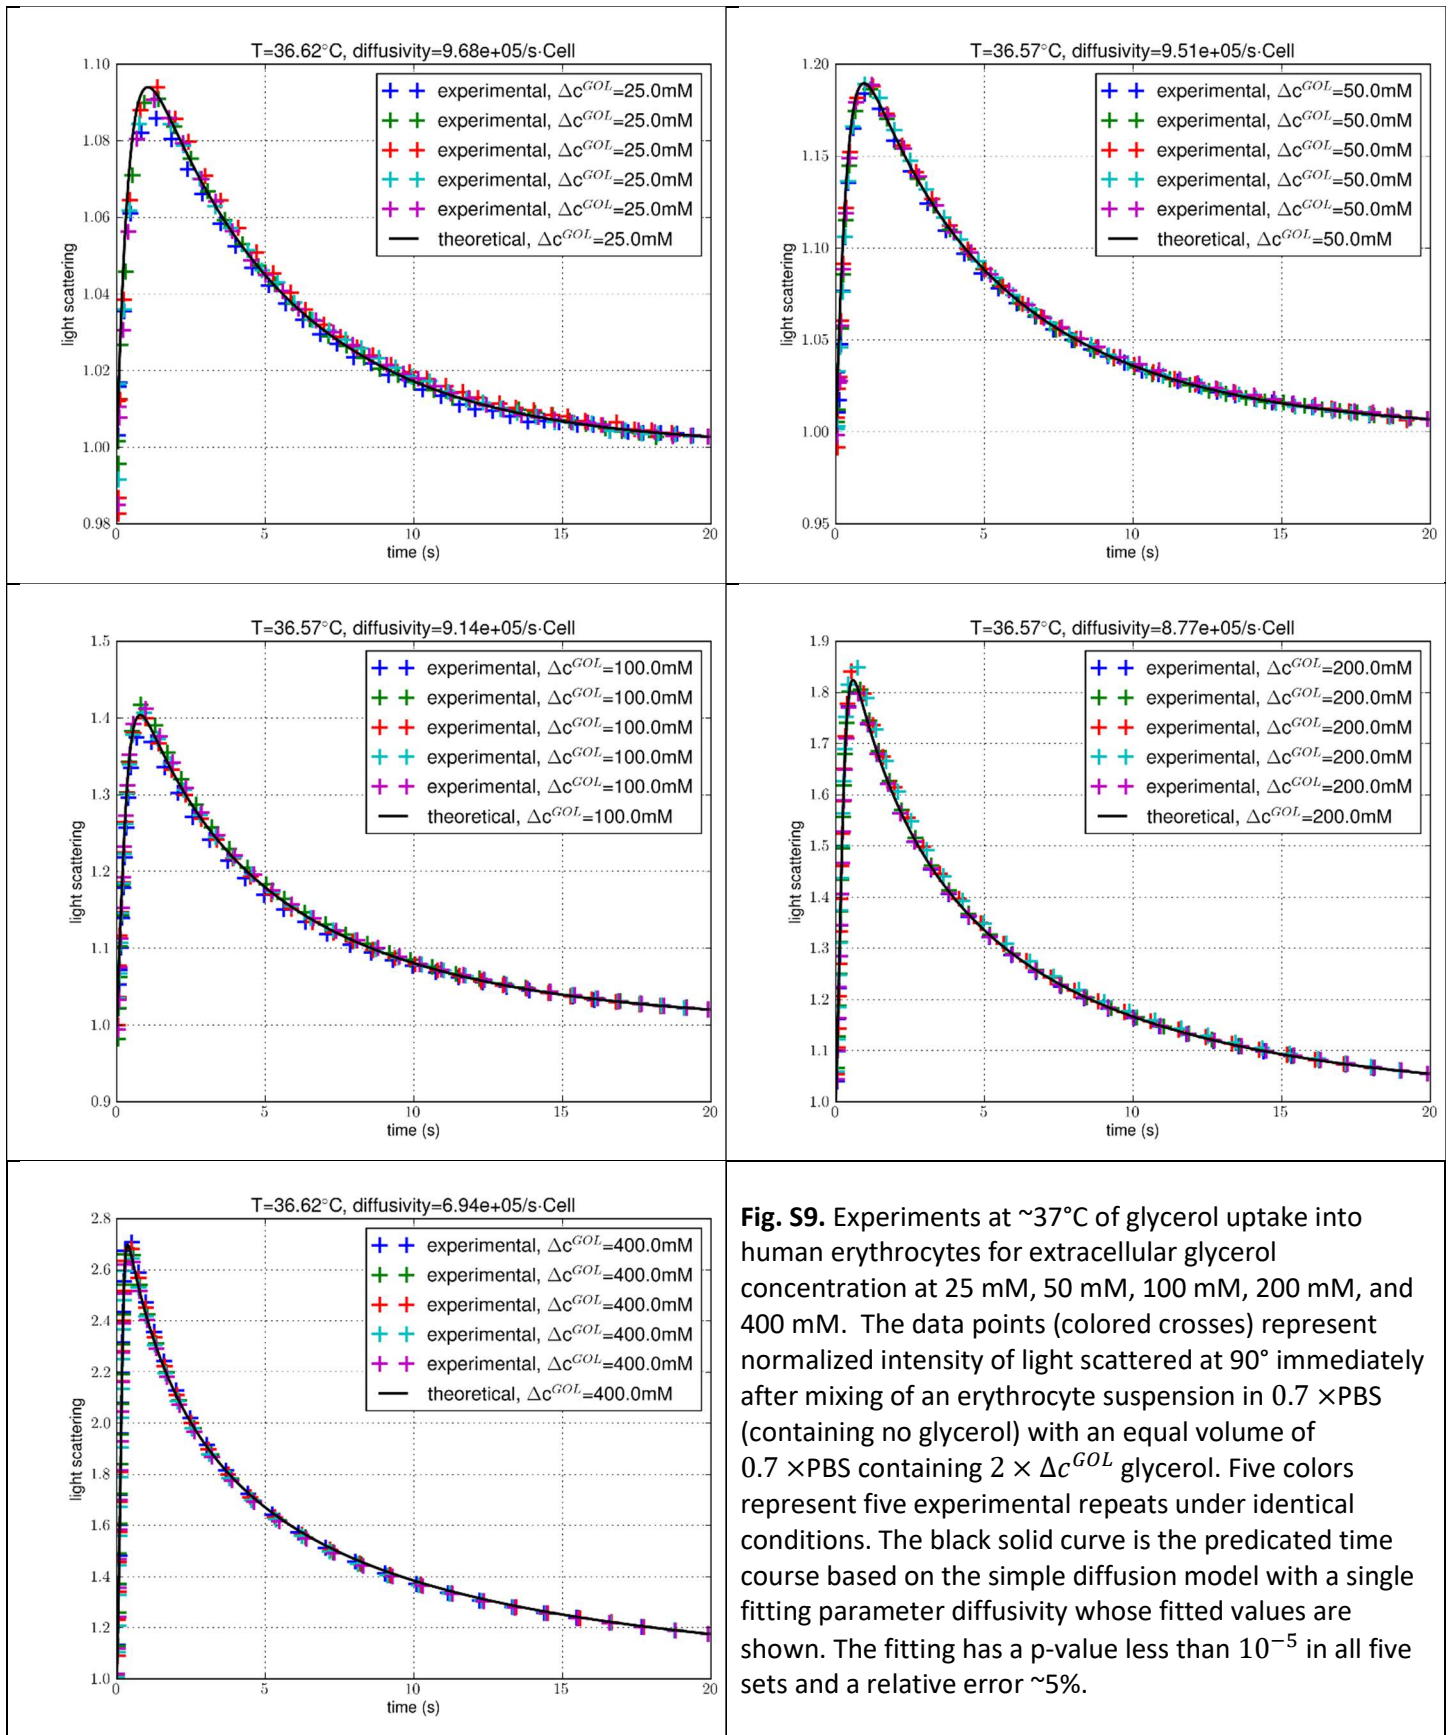 T=36.62°C, diffusivity=9.68e+05/s·Cell
light scattering
1.10
1.08
1.06
1.04
1.02
1.00
0.98
experimental, Δc^GOL=25.0mM
experimental, Δc^GOL=25.0mM
experimental, Δc^GOL=25.0mM
experimental, Δc^GOL=25.0mM
experimental, Δc^GOL=25.0mM
theoretical, Δc^GOL=25.0mM
0 5 10 15 20
time (s)
T=36.57°C, diffusivity=9.51e+05/s·Cell
light scattering
1.20
1.15
1.10
1.05
1.00
0.95
experimental, Δc^GOL=50.0mM
experimental, Δc^GOL=50.0mM
experimental, Δc^GOL=50.0mM
experimental, Δc^GOL=50.0mM
experimental, Δc^GOL=50.0mM
theoretical, Δc^GOL=50.0mM
0 5 10 15 20
time (s)
T=36.57°C, diffusivity=9.14e+05/s·Cell
light scattering
1.5
1.4
1.3
1.2
1.1
1.0
0.9
experimental, Δc^GOL=100.0mM
experimental, Δc^GOL=100.0mM
experimental, Δc^GOL=100.0mM
experimental, Δc^GOL=100.0mM
experimental, Δc^GOL=100.0mM
theoretical, Δc^GOL=100.0mM
0 5 10 15 20
time (s)
T=36.57°C, diffusivity=8.77e+05/s·Cell
light scattering
1.9
1.8
1.7
1.6
1.5
1.4
1.3
1.2
1.1
1.0
experimental, Δc^GOL=200.0mM
experimental, Δc^GOL=200.0mM
experimental, Δc^GOL=200.0mM
experimental, Δc^GOL=200.0mM
experimental, Δc^GOL=200.0mM
theoretical, Δc^GOL=200.0mM
0 5 10 15 20
time (s)
T=36.62°C, diffusivity=6.94e+05/s·Cell
light scattering
2.8
2.6
2.4
2.2
2.0
1.8
1.6
1.4
1.2
1.0
experimental, Δc^GOL=400.0mM
experimental, Δc^GOL=400.0mM
experimental, Δc^GOL=400.0mM
experimental, Δc^GOL=400.0mM
experimental, Δc^GOL=400.0mM
theoretical, Δc^GOL=400.0mM
0 5 10 15 20
time (s)
Fig. S9. Experiments at ~37°C of glycerol uptake into
human erythrocytes for extracellular glycerol
concentration at 25 mM, 50 mM, 100 mM, 200 mM, and
400 mM. The data points (colored crosses) represent
normalized intensity of light scattered at 90° immediately
after mixing of an erythrocyte suspension in 0.7 ×PBS
(containing no glycerol) with an equal volume of
0.7 ×PBS containing 2 × Δc^GOL glycerol. Five colors
represent five experimental repeats under identical
conditions. The black solid curve is the predicated time
course based on the simple diffusion model with a single
fitting parameter diffusivity whose fitted values are
shown. The fitting has a p-value less than 10^−5 in all five
sets and a relative error ~5%.